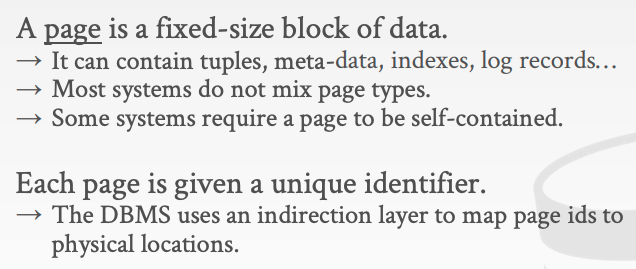 A page is a fixed-size block of data.
→ It can contain tuples, meta-data, indexes, log records…
→ Most systems do not mix page types.
→ Some systems require a page to be self-contained.
Each page is given a unique identifier.
→ The DBMS uses an indirection layer to map page ids to
physical locations.